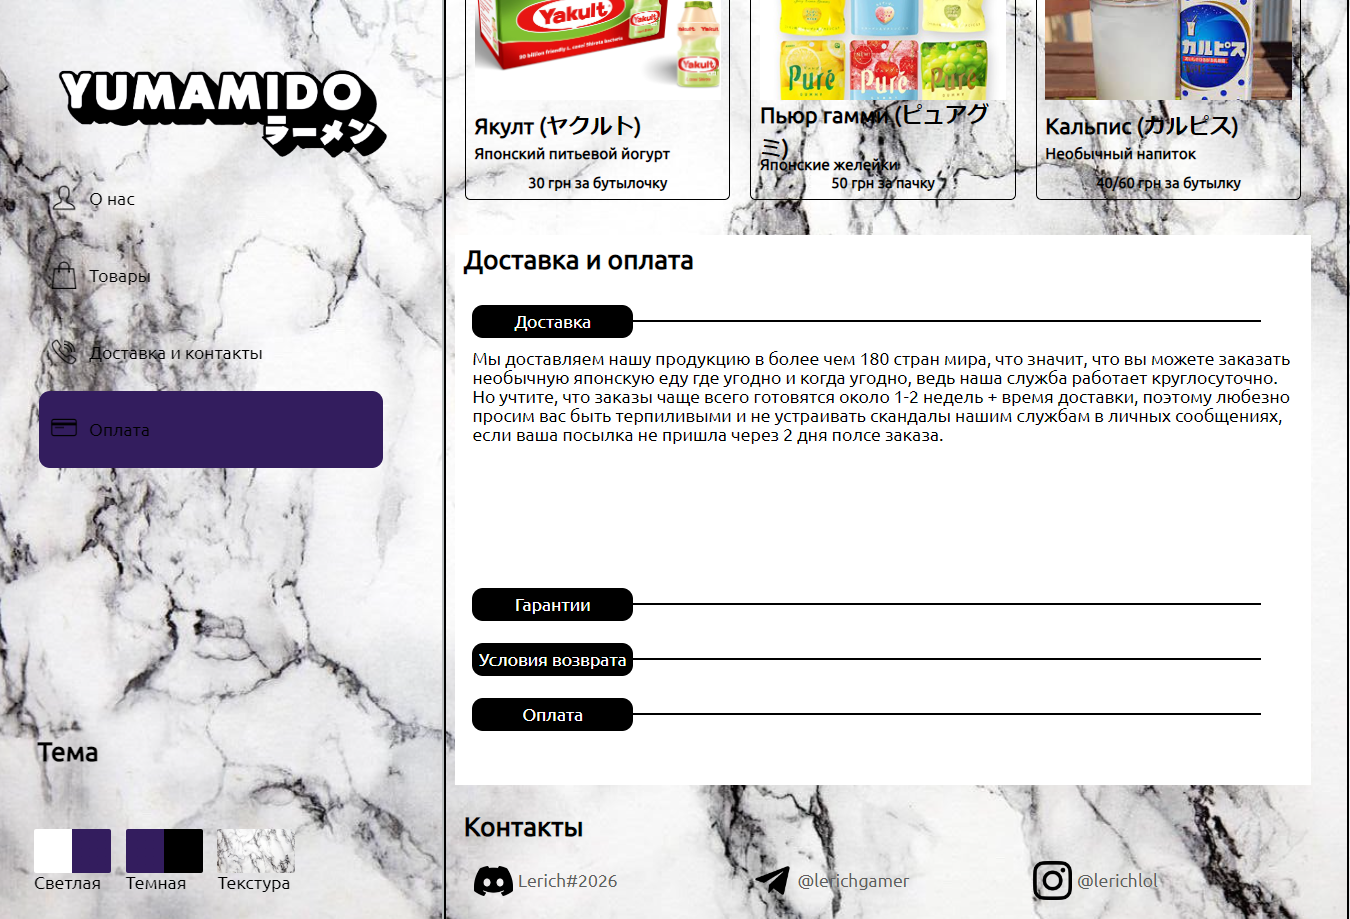 YUMAMIDO
ラーメン
О нас
Товары
Доставка и контакты
Оплата
Тема
Светлая
Темная
Текстура
Yakult
Yakult
Yakult
Puré
Puré
Puré
カルピス
Якулт (ヤクルト)
Японский питьевой йогурт
30 грн за бутылочку
Пьюр гамми (ピュアグ
ミ)
Японские желейки
50 грн за пачку
Кальпис (カルピス)
Необычный напиток
40/60 грн за бутылку
Доставка и оплата
Доставка
Мы доставляем нашу продукцию в более чем 180 стран мира, что значит, что вы можете заказать
необычную японскую еду где угодно и когда угодно, ведь наша служба работает круглосуточно.
Но учтите, что заказы чаще всего готовятся около 1-2 недель + время доставки, поэтому любезно
просим вас быть терпиливыми и не устраивать скандалы нашим службам в личных сообщениях,
если ваша посылка не пришла через 2 дня полсе заказа.
Гарантии
Условия возврата
Оплата
Контакты
Lerich#2026
@lerichgamer
@lerichlol